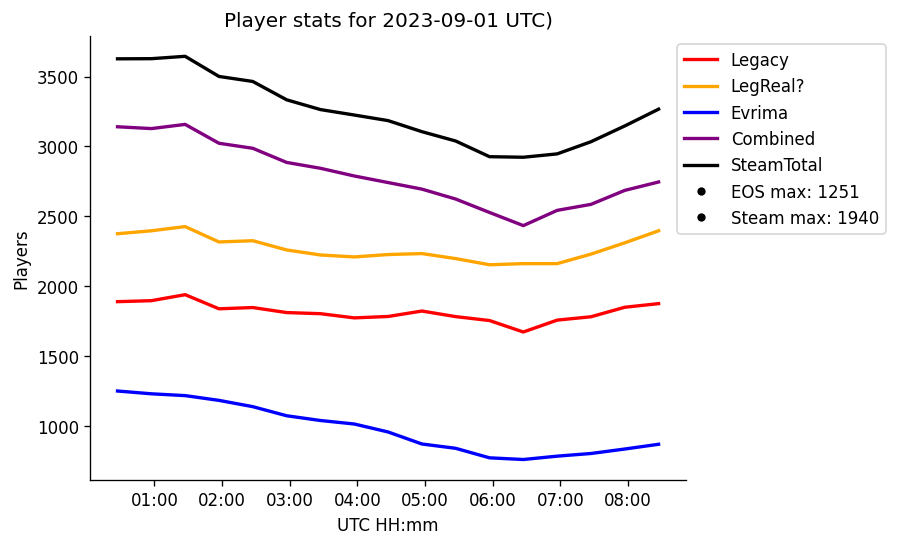 Player stats for 2023-09-01 UTC)
Players
3500
3000
2500
2000
1500
1000
01:00 02:00 03:00 04:00 05:00 06:00 07:00 08:00
UTC HH:mm
Legacy
LegReal?
Evrima
Combined
SteamTotal
EOS max: 1251
Steam max: 1940